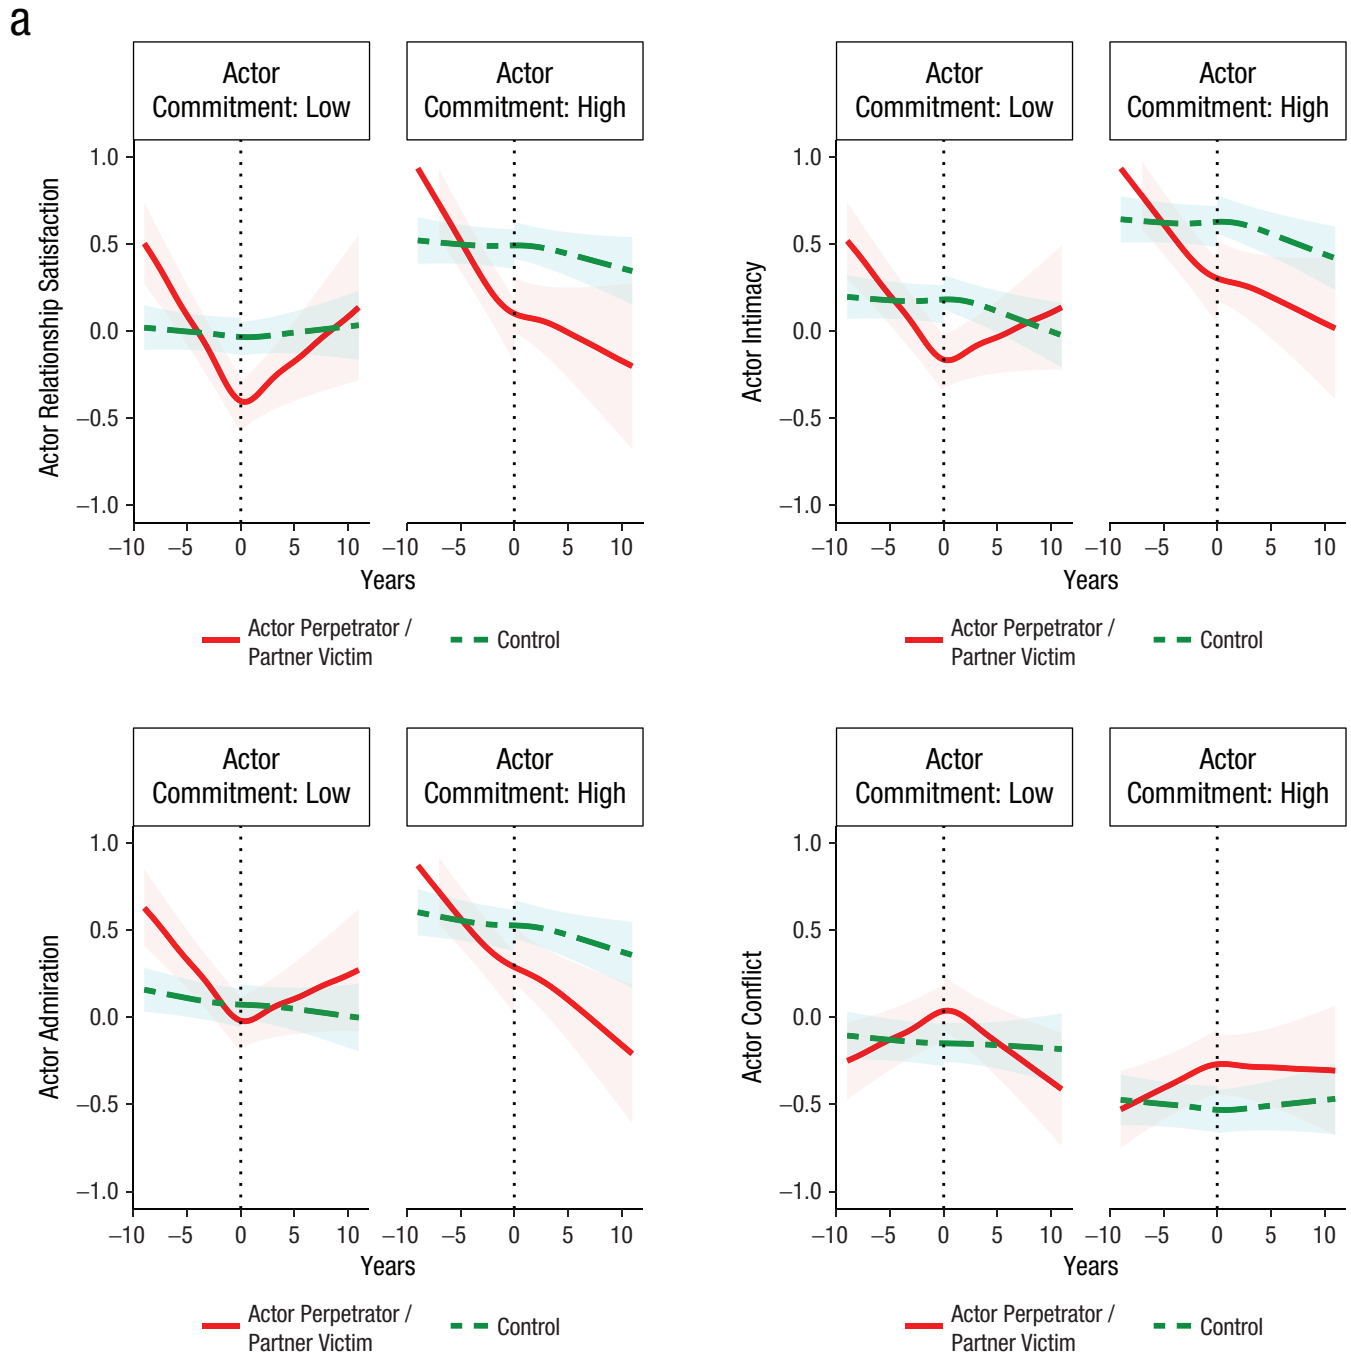 a
Actor
Commitment: Low
Actor
Commitment: High
Actor Relationship Satisfaction
1.0
0.5
0.0
−0.5
−1.0
−10 −5 0 5 10
−10 −5 0 5 10
Years
Actor Perpetrator /
Partner Victim
Control
Actor
Commitment: Low
Actor
Commitment: High
Actor Intimacy
1.0
0.5
0.0
−0.5
−1.0
−10 −5 0 5 10
−10 −5 0 5 10
Years
Actor Perpetrator /
Partner Victim
Control
Actor
Commitment: Low
Actor
Commitment: High
Actor Admiration
1.0
0.5
0.0
−0.5
−1.0
−10 −5 0 5 10
−10 −5 0 5 10
Years
Actor Perpetrator /
Partner Victim
Control
Actor
Commitment: Low
Actor
Commitment: High
Actor Conflict
1.0
0.5
0.0
−0.5
−1.0
−10 −5 0 5 10
−10 −5 0 5 10
Years
Actor Perpetrator /
Partner Victim
Control